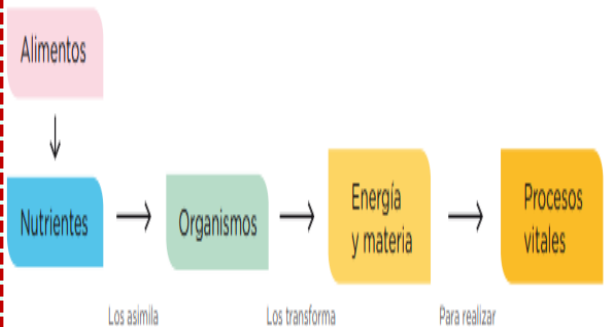 Alimentos
Nutrientes
Organismos
Energía
y materia
Procesos
vitales
Los asimila
Los transforma
Para realizar